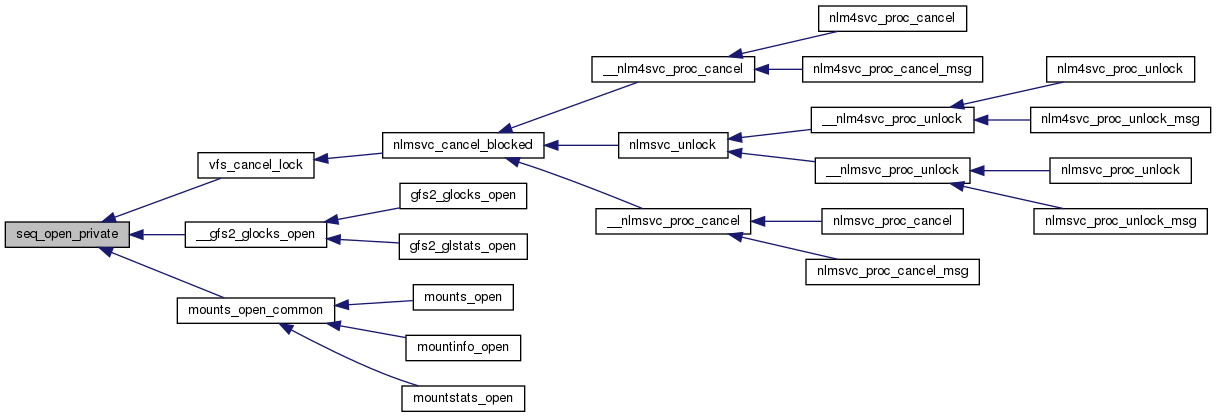 nlm4svc_proc_cancel
__nlm4svc_proc_cancel
nlm4svc_proc_cancel_msg
nlm4svc_proc_unlock
__nlm4svc_proc_unlock
nlm4svc_proc_unlock_msg
nlmsvc_cancel_blocked
nlmsvc_unlock
vfs_cancel_lock
__nlmsvc_proc_unlock
nlmsvc_proc_unlock
gfs2_glocks_open
__nlmsvc_proc_cancel
nlmsvc_proc_cancel
nlmsvc_proc_unlock_msg
seq_open_private
__gfs2_glocks_open
gfs2_glstats_open
nlmsvc_proc_cancel_msg
mounts_open
mounts_open_common
mountinfo_open
mountstats_open